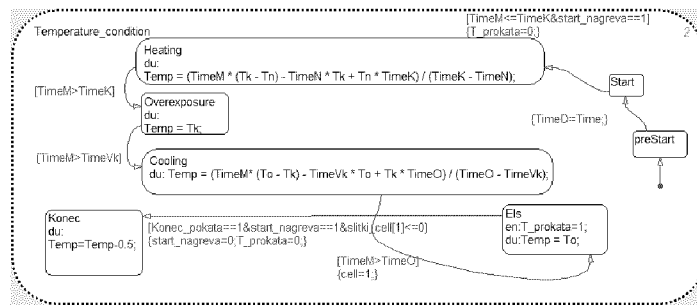 Temperature_condition
[TimeM<=TimeK&start_nagreva==1]
{T_prokata=0;}
2
Heating
du:
Temp = (TimeM * (Tk - Tn) - TimeN * Tk + Tn * TimeK) / (TimeK - TimeN);
Start
[TimeM>TimeK]
Overexposure
du:
Temp = Tk;
{TimeD=Time;}
preStart
[TimeM>TimeVk]
Cooling
du: Temp = (TimeM* (To - Tk) - TimeVk * To + Tk * TimeO) / (TimeO - TimeVk);
Konec
du:
Temp=Temp-0.5;
[Konec_pokata==1&start_nagreva==1&slitki_cell[1]<=0]
{start_nagreva=0;T_prokata=0;}
Els
en:T_prokata=1;
du:Temp = To;
[TimeM>TimeO]
{cell=1;}